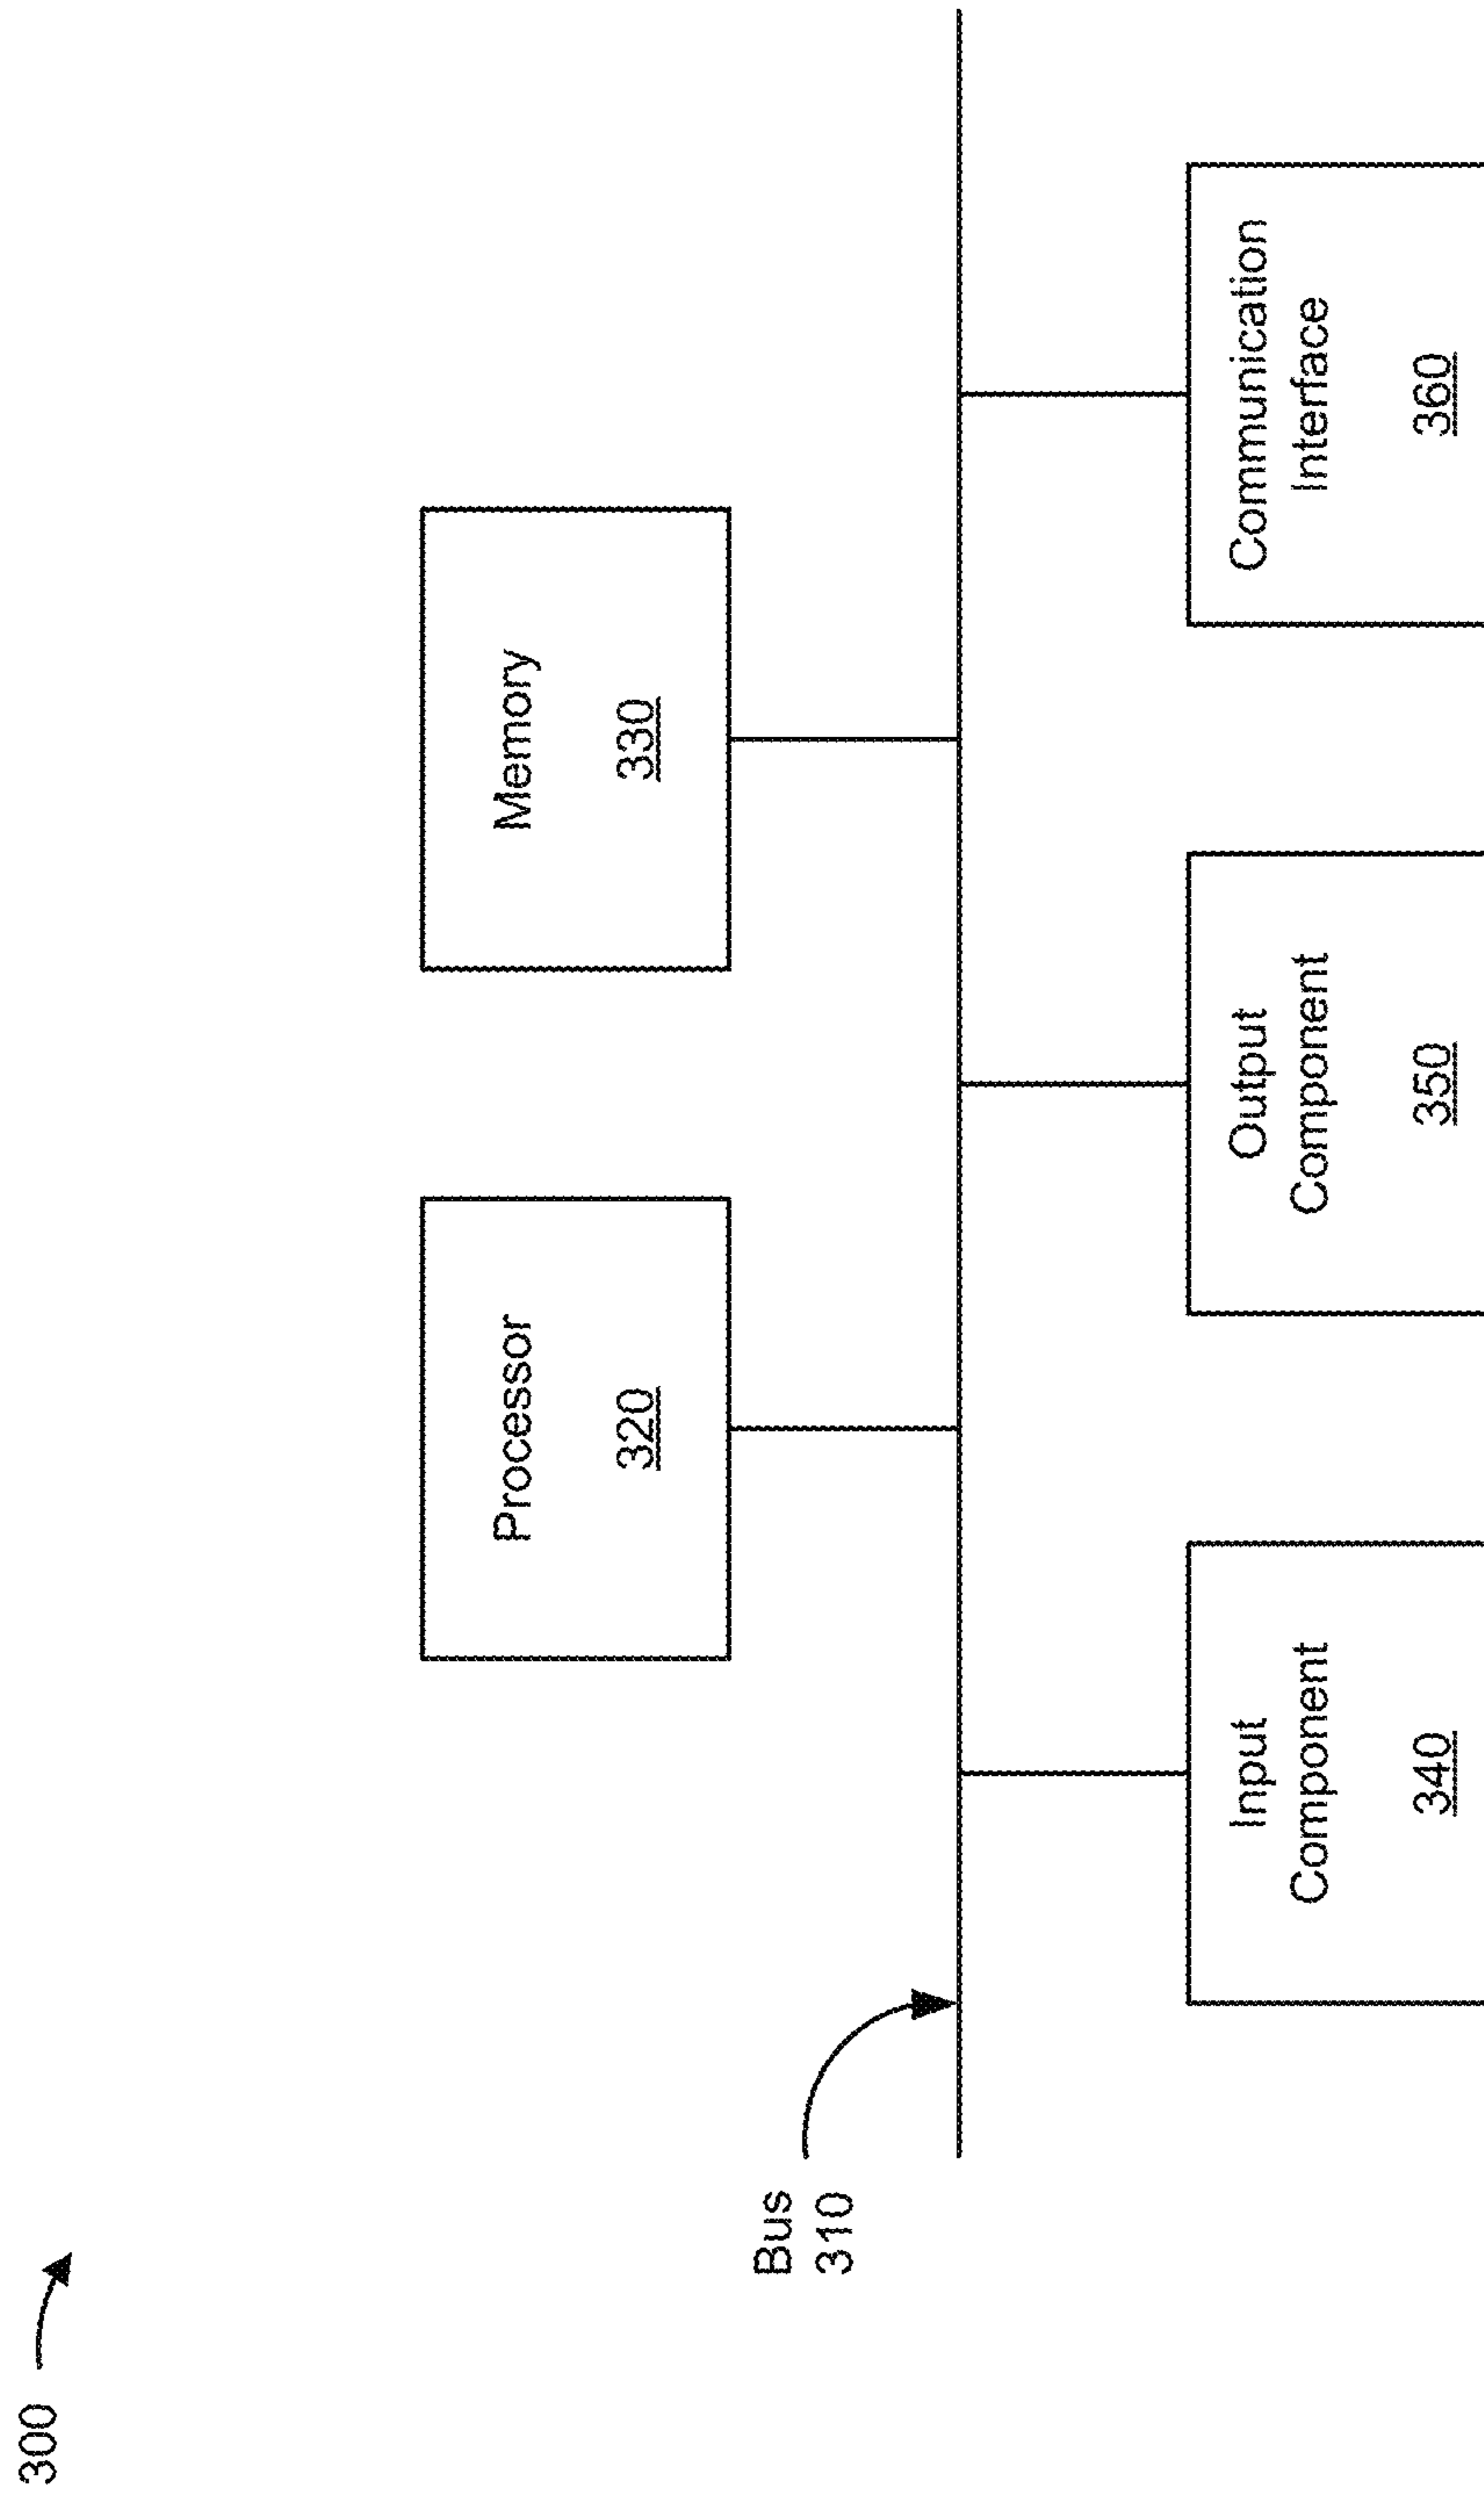 300
Processor
320
Memory
330
Bus
310
Input
Component
340
Output
Component
350
Communication
Interface
360